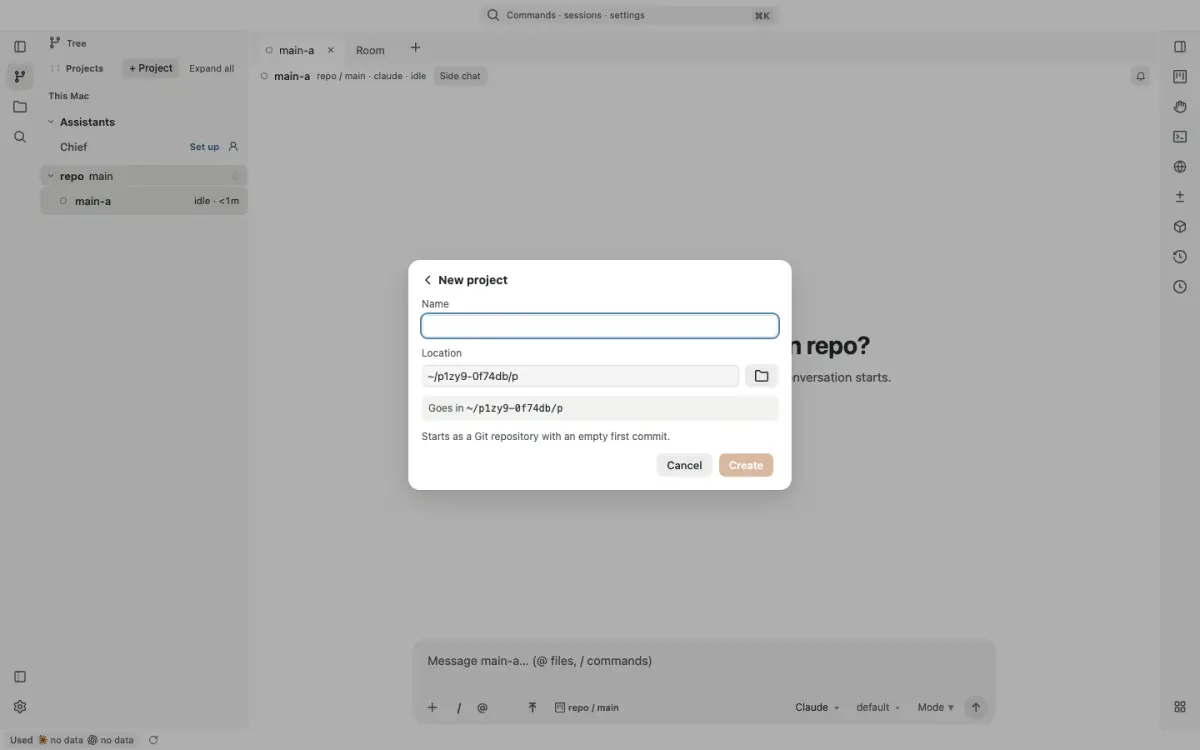 Commands · sessions · settings
⌘K
Tree
Projects
+ Project
Expand all
This Mac
Assistants
Chief
Set up
repo main
main-a
idle · <1m
main-a ×
Room
+
main-a repo / main · claude · idle
Side chat
n repo?
nversation starts.
New project
Name
Location
~/p1zy9-0f74db/p
Goes in ~/p1zy9-0f74db/p
Starts as a Git repository with an empty first commit.
Cancel
Create
Message main-a... (@ files, / commands)
+ / @
repo / main
Claude
default
Mode
Used
no data
no data